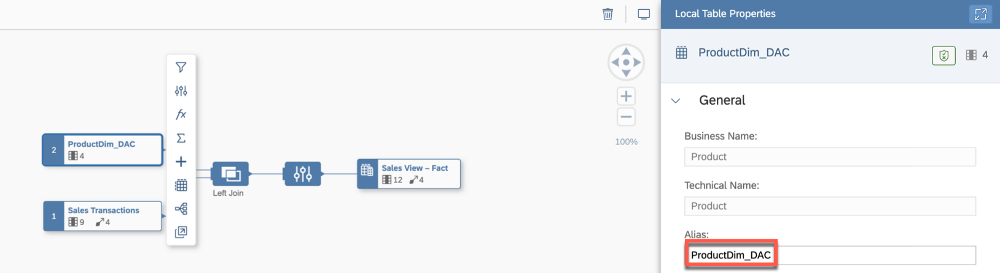 Local Table Properties
ProductDim_DAC
4
General
Business Name:
Product
Technical Name:
Product
Alias:
ProductDim_DAC
100%
fx
Σ
2
ProductDim_DAC
4
Left Join
Sales View – Fact
12 4
1
Sales Transactions
9 4